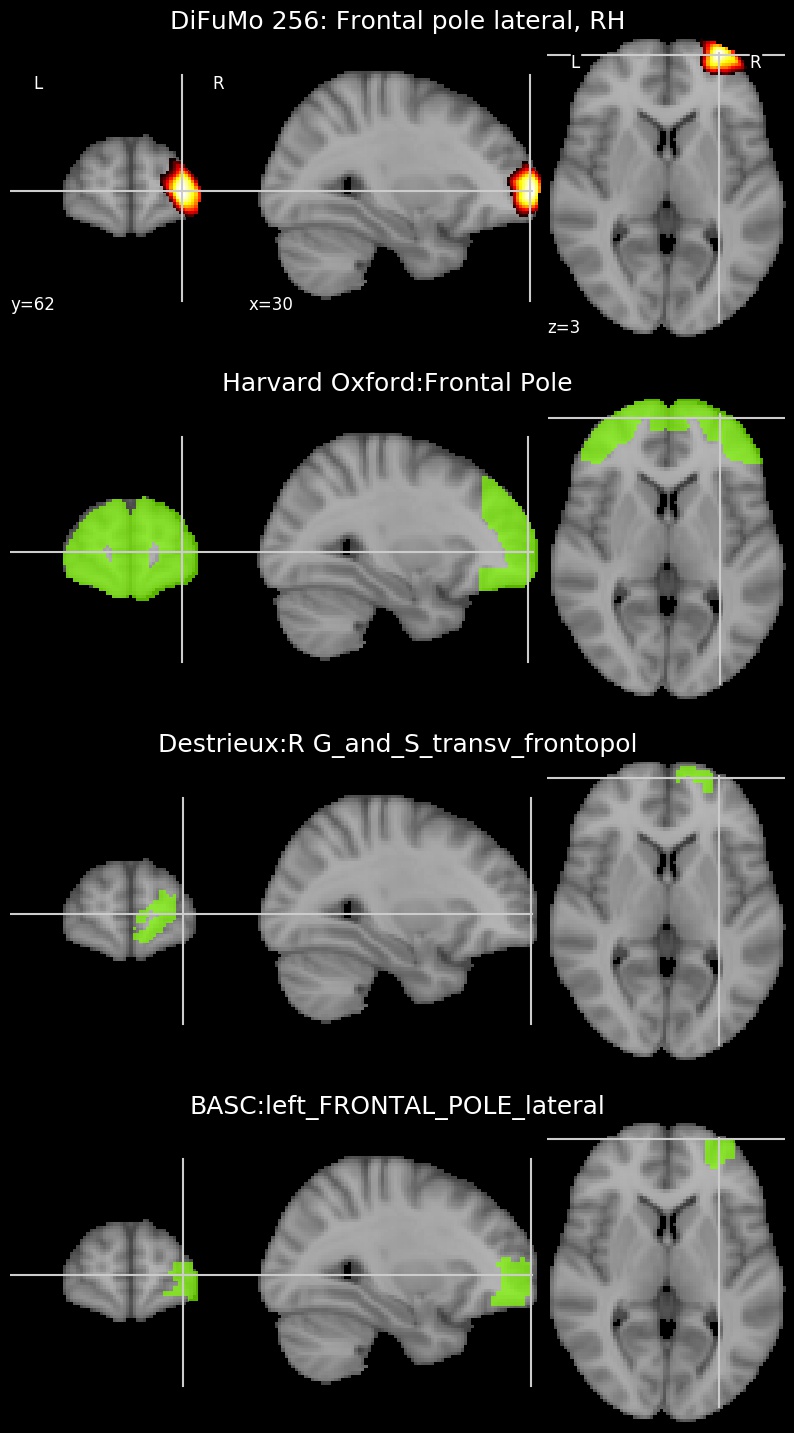 DiFuMo 256: Frontal pole lateral, RH
L R L R
y=62 x=30 z=3
Harvard Oxford:Frontal Pole
Destrieux:R G_and_S_transv_frontopol
BASC:left_FRONTAL_POLE_lateral